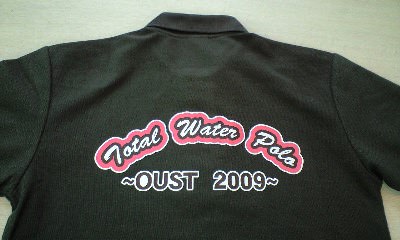 Total Water Polo
~OUST 2009~